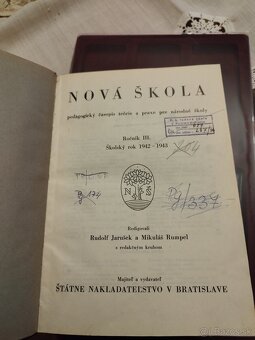 NOVÁ ŠKOLA
pedagogický časopis teórie a praxe pre národné školy
Ročník III.
Školský rok 1942 - 1943
N Š
Redigovali
Rudolf Jarušek a Mikuláš Rumpel
s redakčným kruhom
Majiteľ a vydavateľ
ŠTÁTNE NAKLADATEĽSTVO V BRATISLAVE